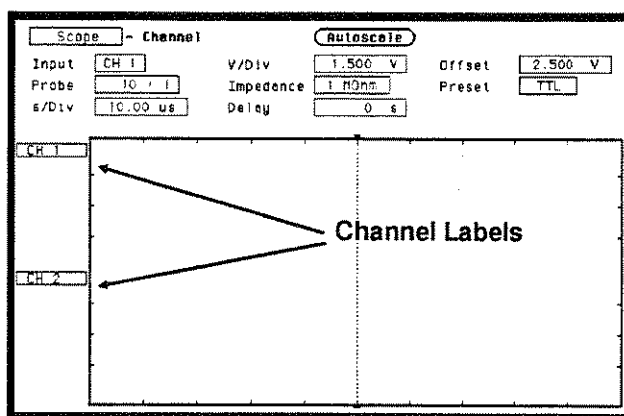 Scope - Channel Autoscale
Input CH 1 V/Div 1.500 V Offset 2.500 V
Probe 10 : 1 Impedance 1 MOhm Preset TTL
s/Div 10.00 us Delay 0 s
CH 1
Channel Labels
CH 2